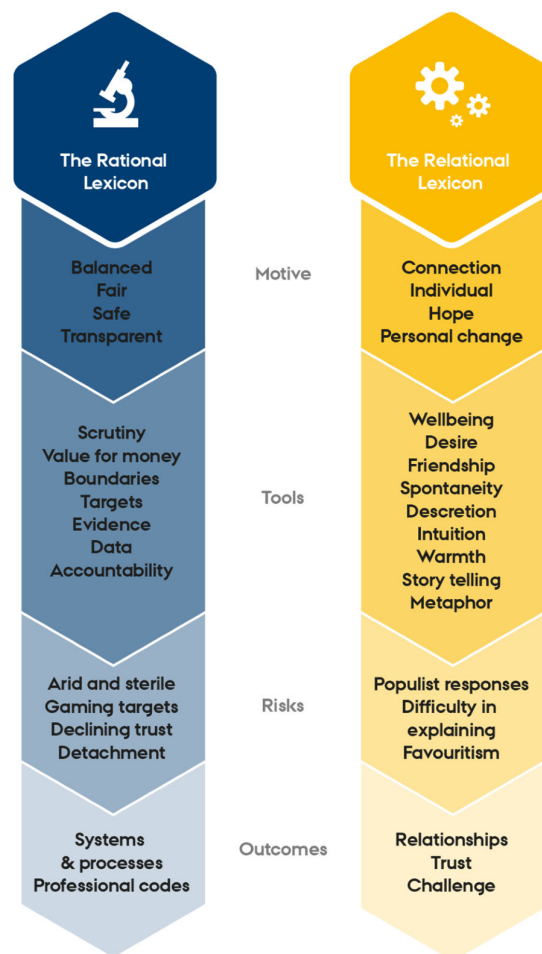 The Rational
Lexicon
The Relational
Lexicon
Balanced
Fair
Safe
Transparent
Motive
Connection
Individual
Hope
Personal change
Scrutiny
Value for money
Boundaries
Targets
Evidence
Data
Accountability
Tools
Wellbeing
Desire
Friendship
Spontaneity
Descretion
Intuition
Warmth
Story telling
Metaphor
Arid and sterile
Gaming targets
Declining trust
Detachment
Risks
Populist responses
Difficulty in
explaining
Favouritism
Systems
& processes
Professional codes
Outcomes
Relationships
Trust
Challenge